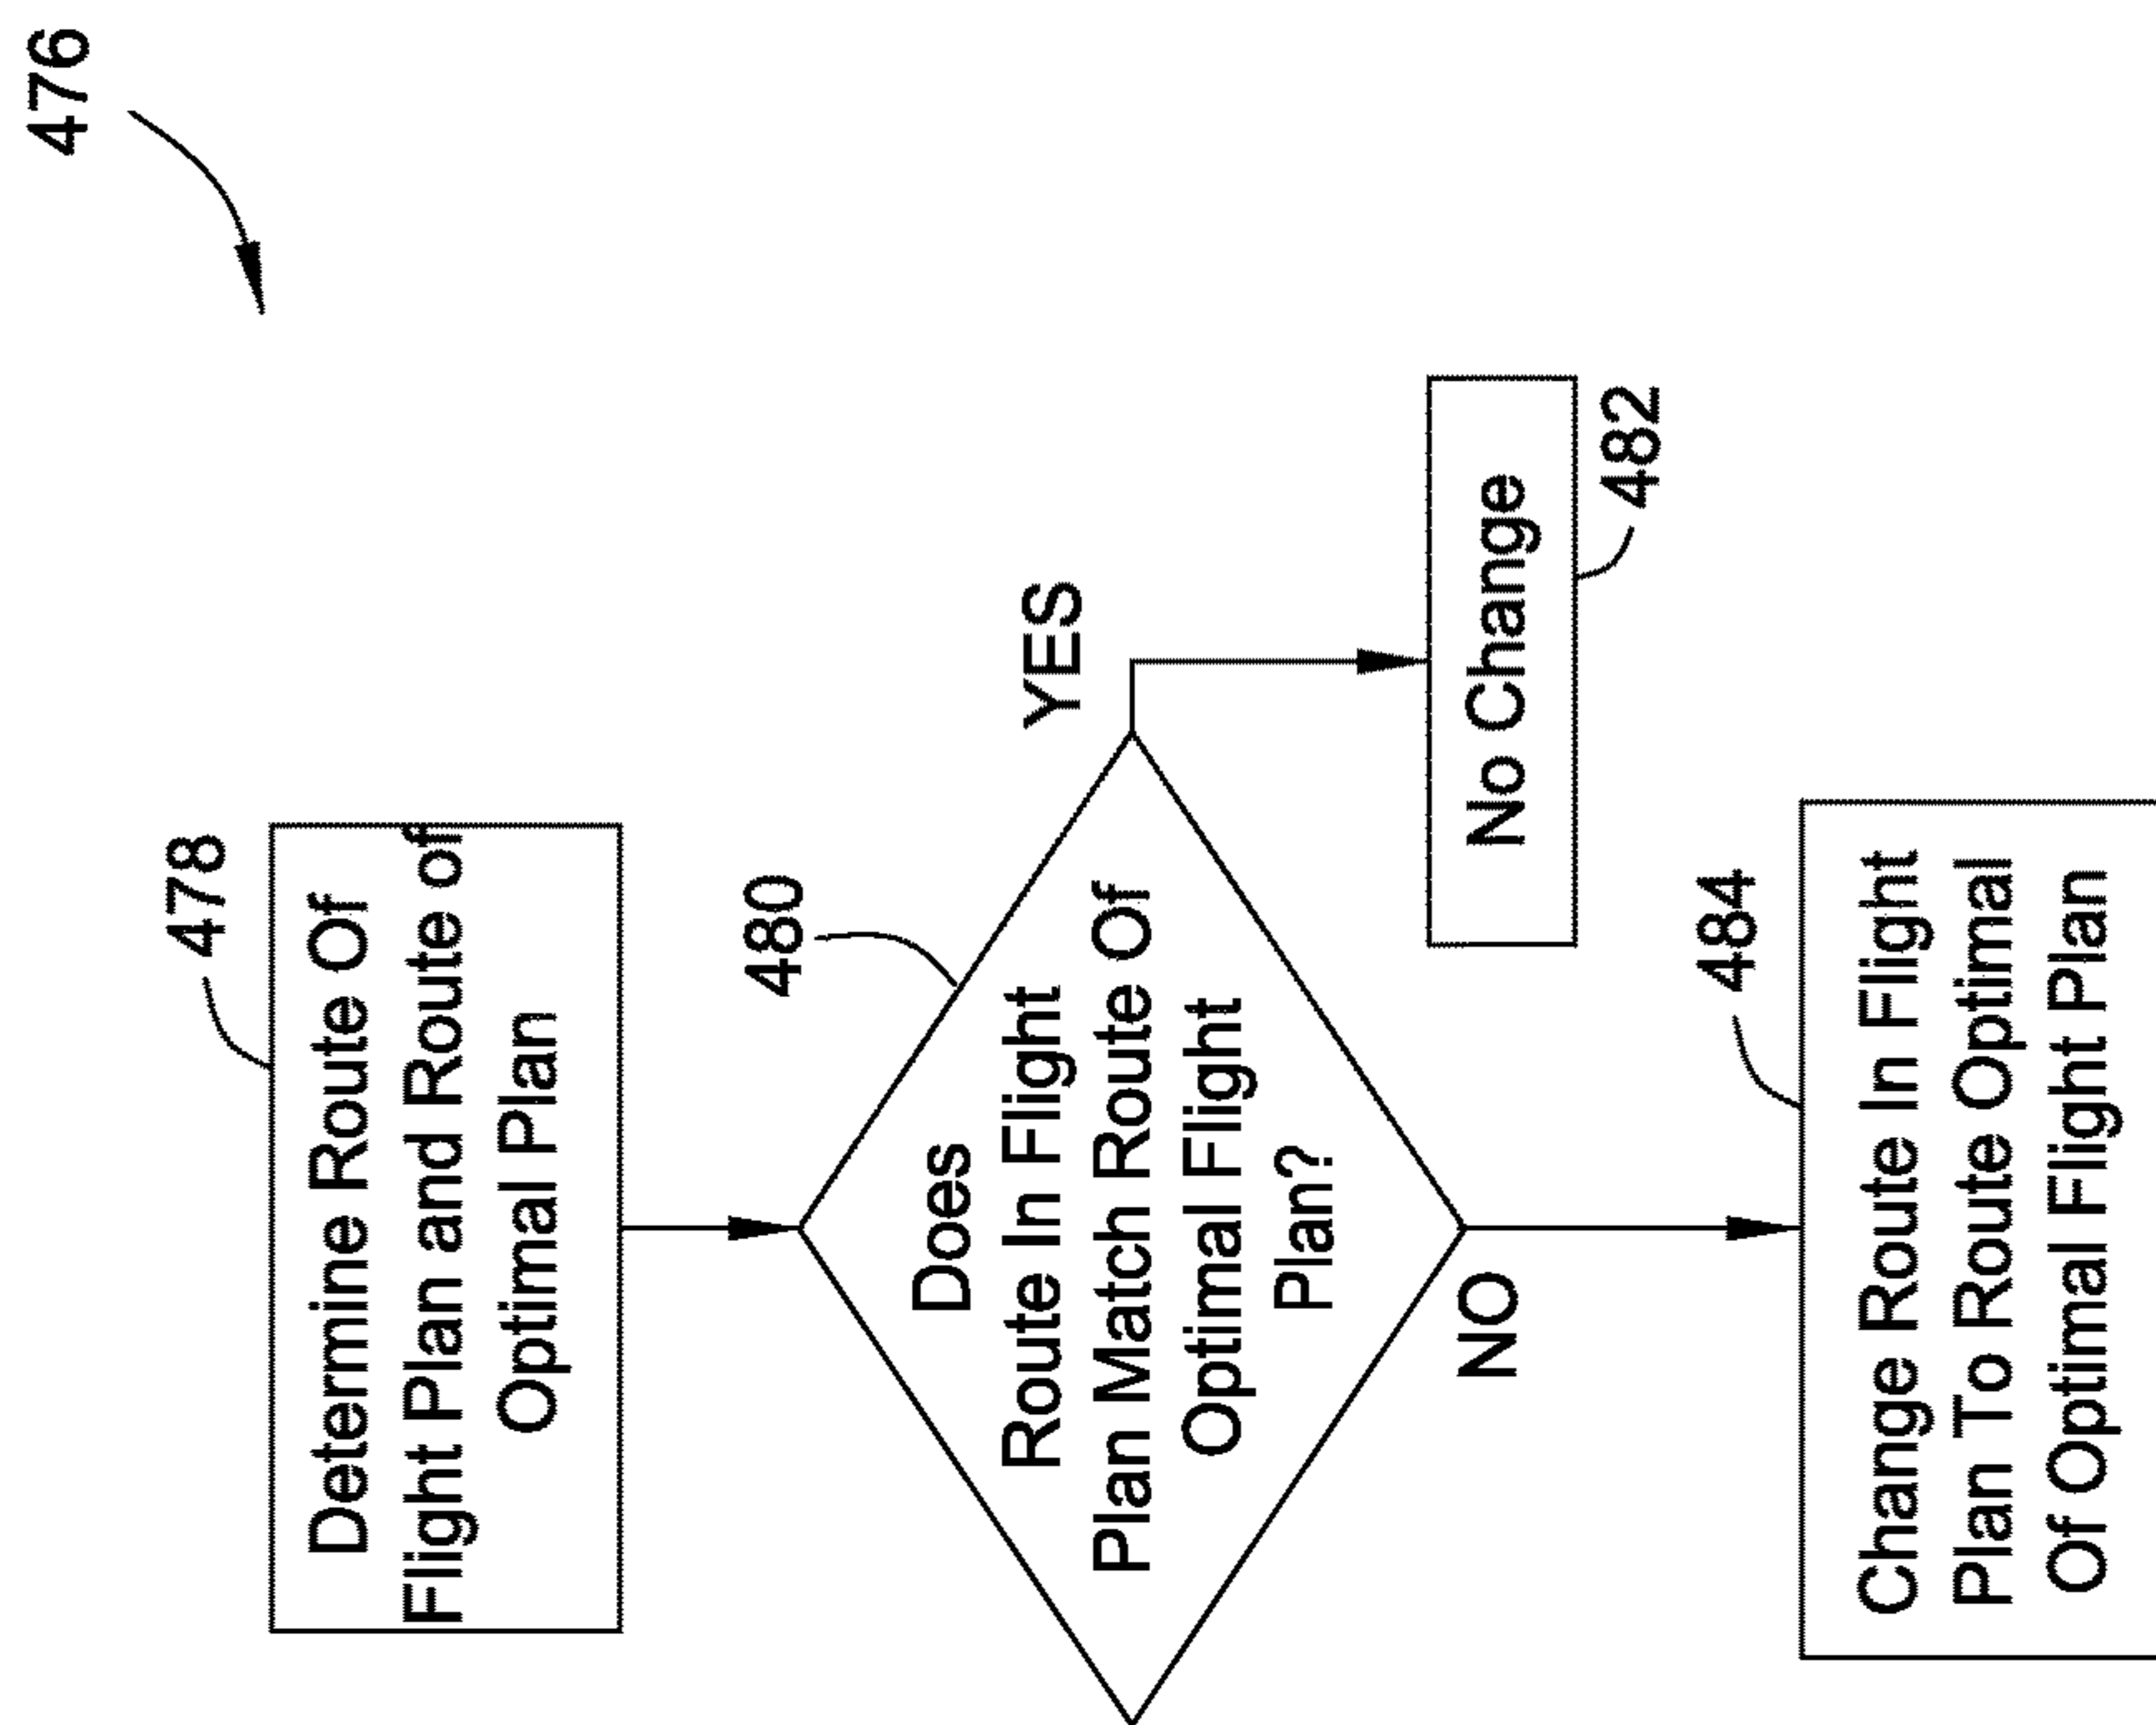 476
478
Determine Route Of
Flight Plan and Route of
Optimal Plan
480
Does
Route In Flight
Plan Match Route Of
Optimal Flight
Plan?
YES
No Change
482
NO
484
Change Route In Flight
Plan To Route Optimal
Of Optimal Flight Plan